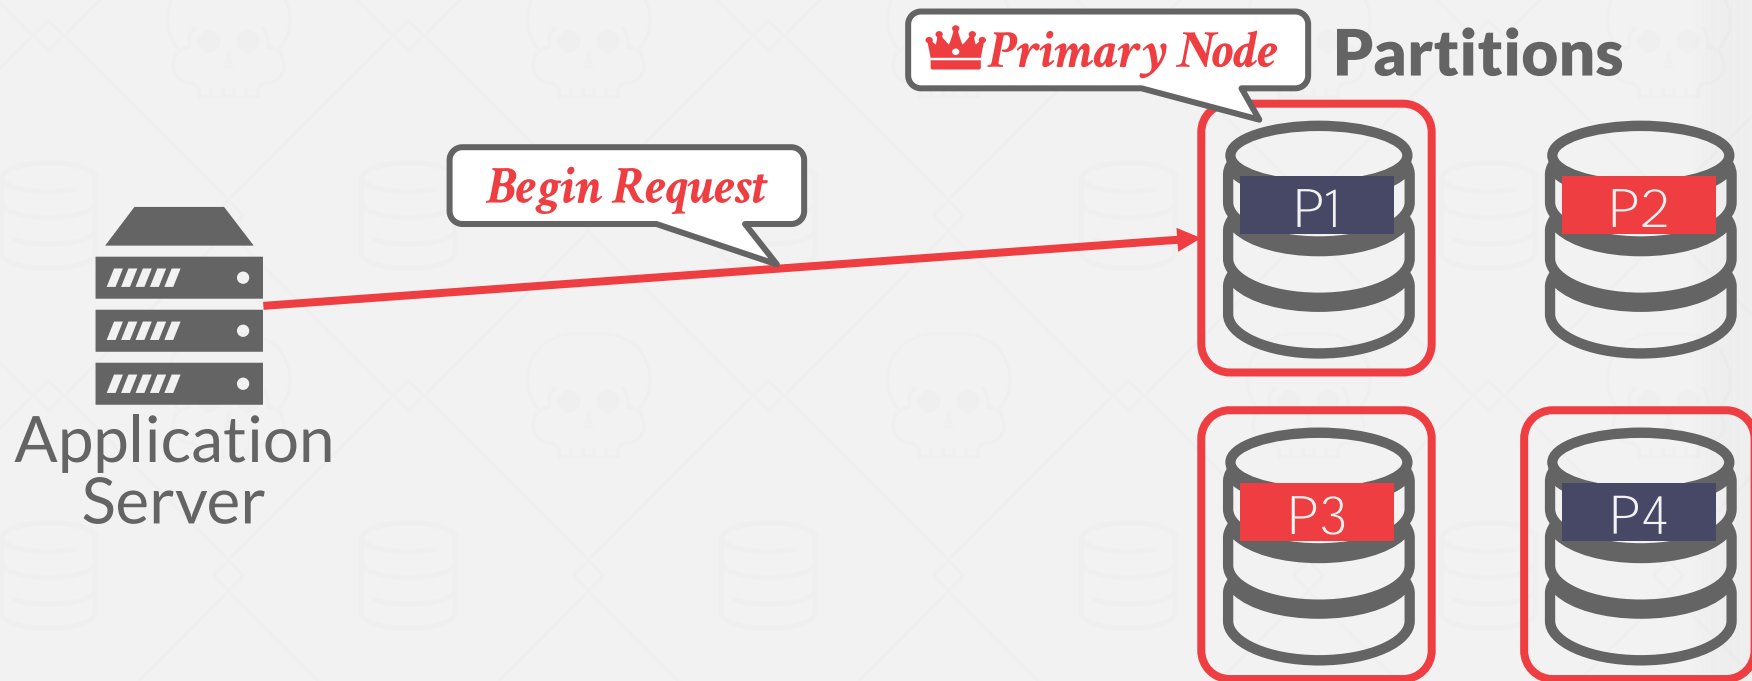 Primary Node
Partitions
Begin Request
P1
P2
Application
Server
P3
P4